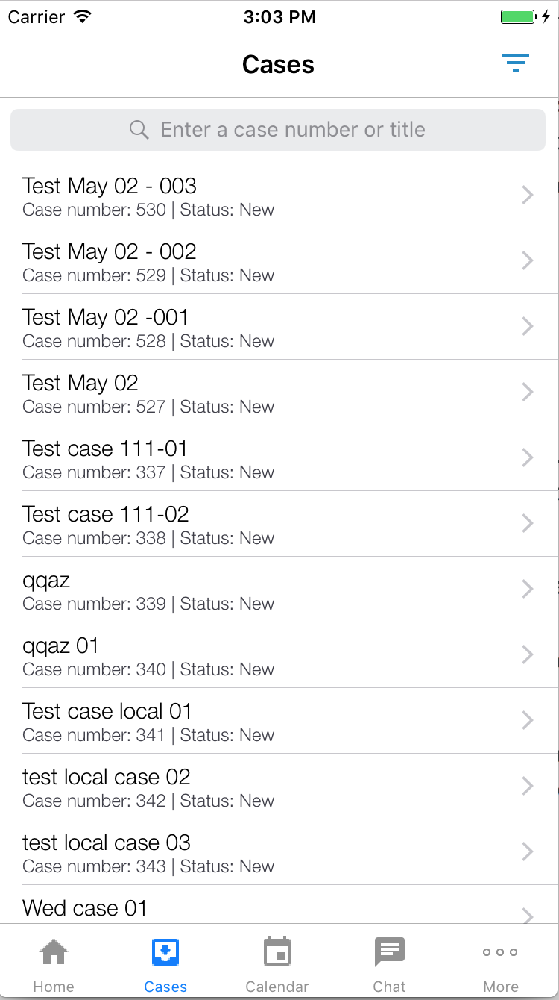 Carrier 3:03 PM
Cases
Enter a case number or title
Test May 02 - 003
Case number: 530 | Status: New
Test May 02 - 002
Case number: 529 | Status: New
Test May 02 -001
Case number: 528 | Status: New
Test May 02
Case number: 527 | Status: New
Test case 111-01
Case number: 337 | Status: New
Test case 111-02
Case number: 338 | Status: New
qqaz
Case number: 339 | Status: New
qqaz 01
Case number: 340 | Status: New
Test case local 01
Case number: 341 | Status: New
test local case 02
Case number: 342 | Status: New
test local case 03
Case number: 343 | Status: New
Wed case 01
Home Cases Calendar Chat More